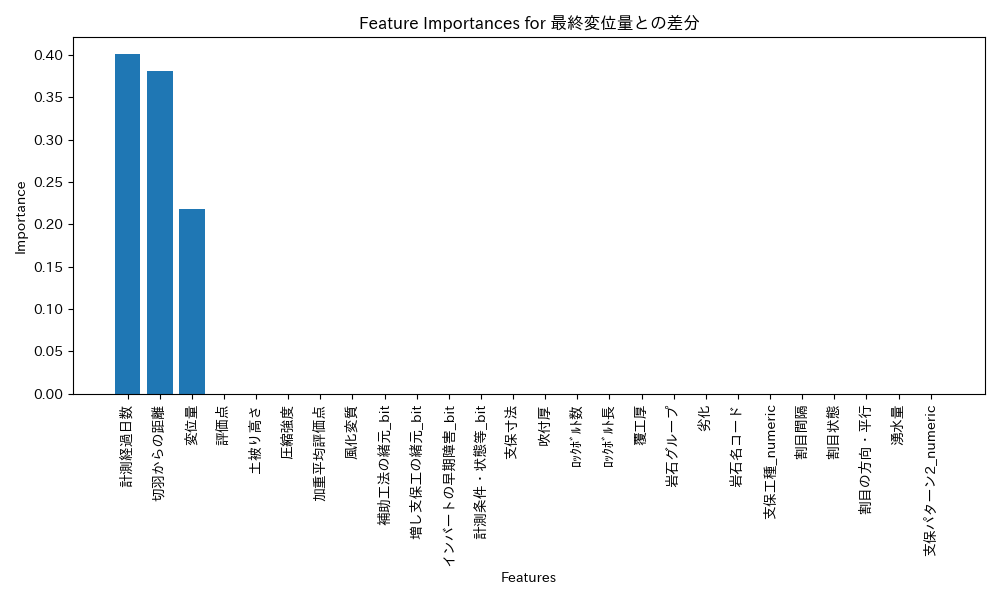 Feature Importances for 最終変位量との差分
Importance
0.40
0.35
0.30
0.25
0.20
0.15
0.10
0.05
0.00
計測経過日数
切羽からの距離
変位量
評価点
土被り高さ
圧縮強度
加重平均評価点
風化変質
補助工法の緒元_bit
増し支保工の緒元_bit
インバートの早期障害_bit
計測条件・状態等_bit
支保寸法
吹付厚
ﾛｯｸﾎﾞﾙﾄ数
ﾛｯｸﾎﾞﾙﾄ長
覆工厚
岩石グループ
劣化
岩石名コード
支保工種_numeric
割目間隔
割目状態
割目の方向・平行
湧水量
支保パターン2_numeric
Features